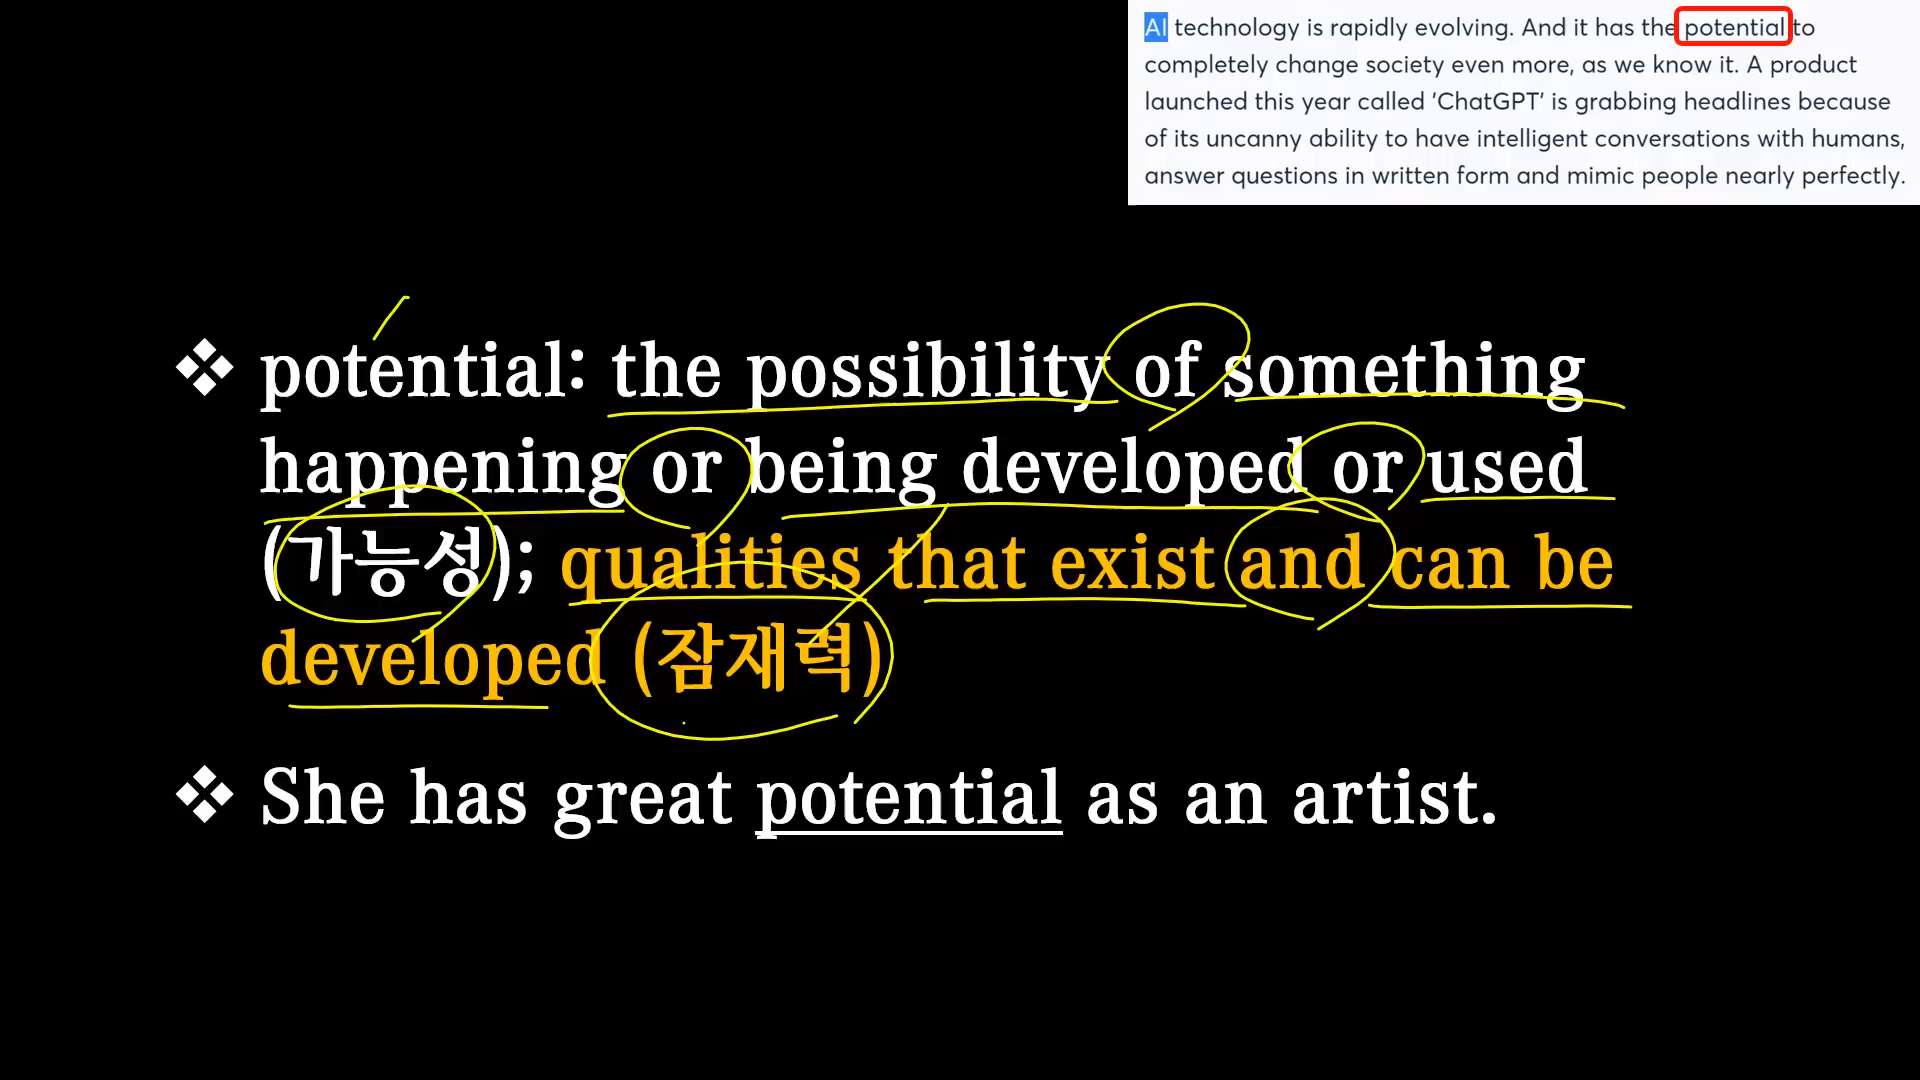 AI technology is rapidly evolving. And it has the potential to
completely change society even more, as we know it. A product
launched this year called 'ChatGPT' is grabbing headlines because
of its uncanny ability to have intelligent conversations with humans,
answer questions in written form and mimic people nearly perfectly.
❖ potential: the possibility of something
happening or being developed or used
(가능성); qualities that exist and can be
developed (잠재력)
❖ She has great potential as an artist.